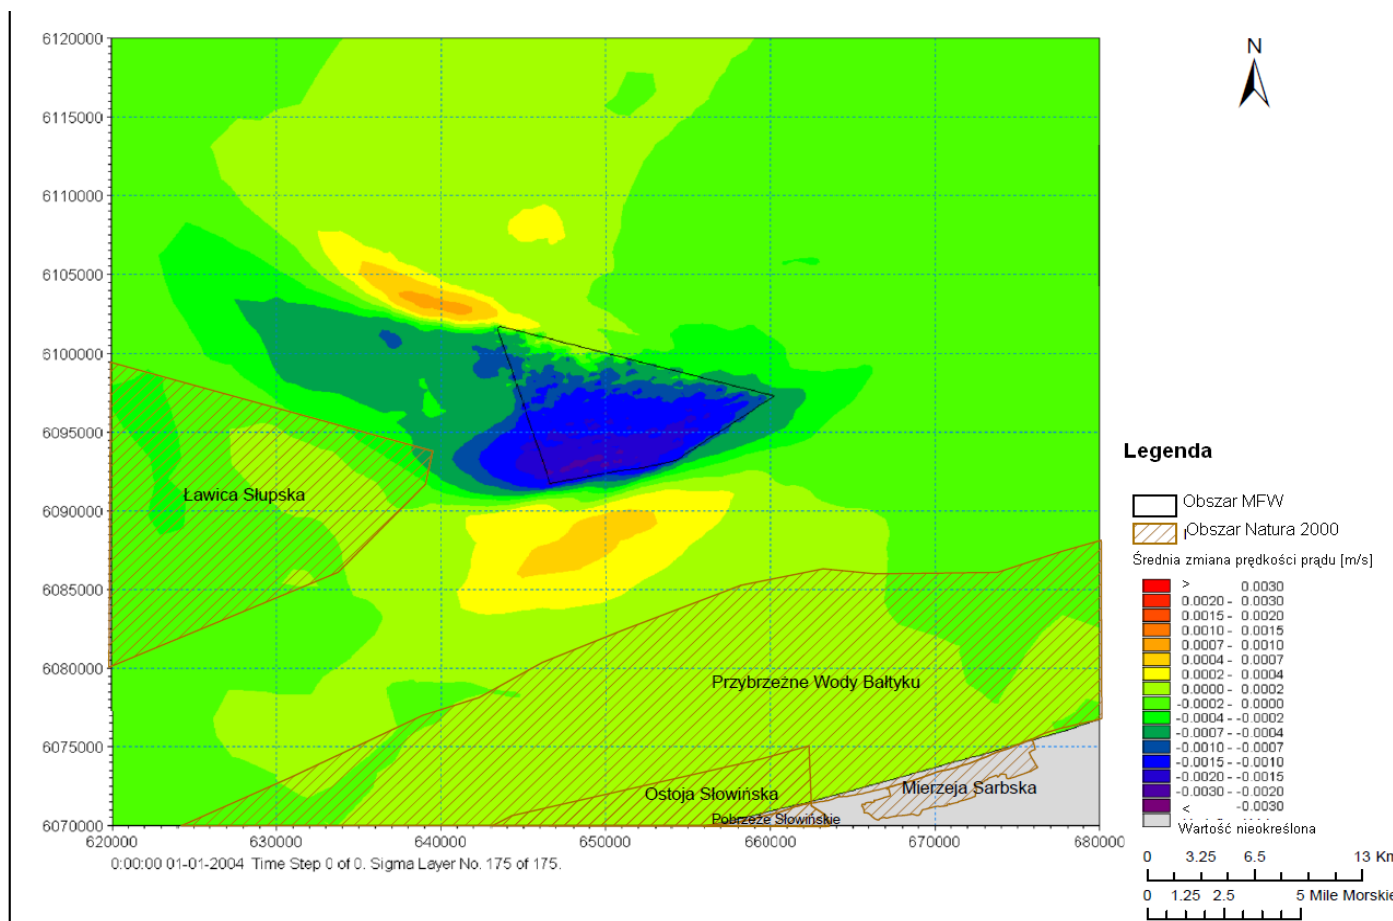 N
6120000
6115000
6110000
6105000
6100000
6095000
6090000
6085000
6080000
6075000
6070000
620000
630000
640000
650000
660000
670000
680000
Ławica Słupska
Przybrzeżne Wody Bałtyku
Ostoja Słowińska
Mierzeja Sarbska
Pobrzeże Słowińskie
0:00:00 01-01-2004 Time Step 0 of 0. Sigma Layer No. 175 of 175.
Legenda
Obszar MFW
Obszar Natura 2000
Średnia zmiana prędkości prądu [m/s]
> 0.0030
0.0020 - 0.0030
0.0015 - 0.0020
0.0010 - 0.0015
0.0007 - 0.0010
0.0004 - 0.0007
0.0002 - 0.0004
0.0000 - 0.0002
-0.0002 - 0.0000
-0.0004 - -0.0002
-0.0007 - -0.0004
-0.0010 - -0.0007
-0.0015 - -0.0010
-0.0020 - -0.0015
-0.0030 - -0.0020
< -0.0030
Wartość nieokreślona
0 3.25 6.5 13 Km
0 1.25 2.5 5 Mile Morskie